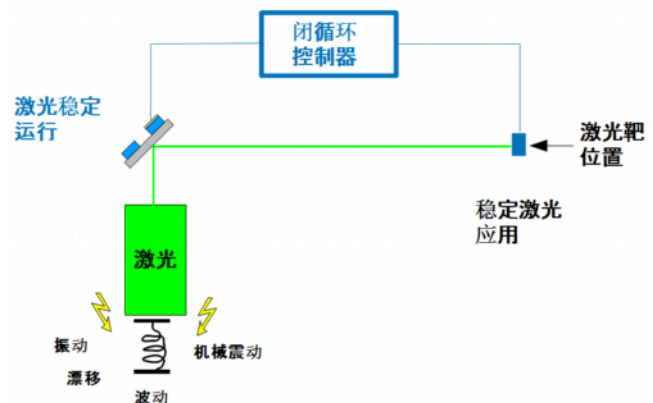 闭循环
控制器
激光稳定
运行
激光靶
位置
稳定激光
应用
激光
振动
机械震动
漂移
波动